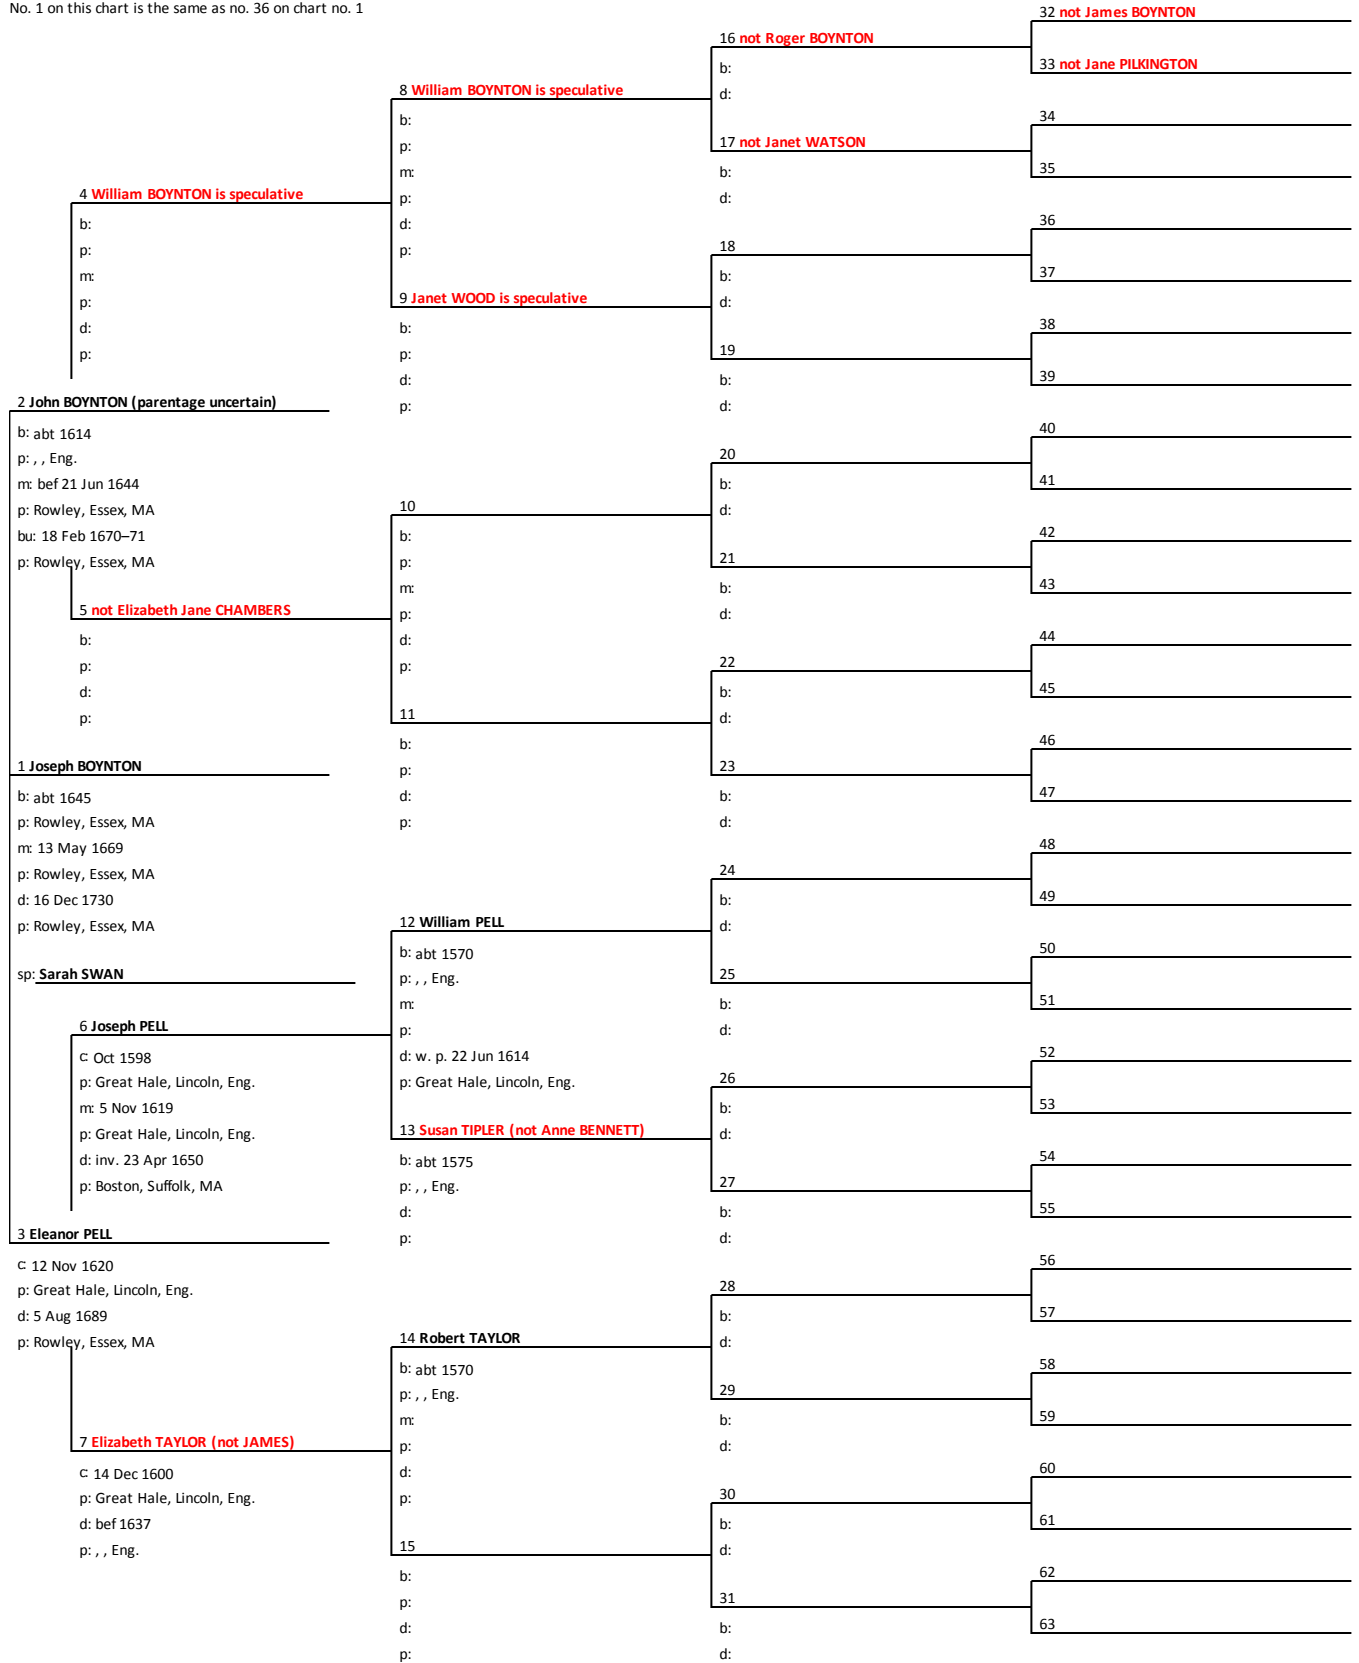 No. 1 on this chart is the same as no. 36 on chart no. 1
4 William BOYNTON is speculative
b:
p:
m:
p:
d:
p:
2 John BOYNTON (parentage uncertain)
b: abt 1614
p: , , Eng.
m: bef 21 Jun 1644
p: Rowley, Essex, MA
bu: 18 Feb 1670–71
p: Rowley, Essex, MA
5 not Elizabeth Jane CHAMBERS
b:
p:
d:
p:
1 Joseph BOYNTON
b: abt 1645
p: Rowley, Essex, MA
m: 13 May 1669
p: Rowley, Essex, MA
d: 16 Dec 1730
p: Rowley, Essex, MA
sp: Sarah SWAN
6 Joseph PELL
c: Oct 1598
p: Great Hale, Lincoln, Eng.
m: 5 Nov 1619
p: Great Hale, Lincoln, Eng.
d: inv. 23 Apr 1650
p: Boston, Suffolk, MA
3 Eleanor PELL
c: 12 Nov 1620
p: Great Hale, Lincoln, Eng.
d: 5 Aug 1689
p: Rowley, Essex, MA
7 Elizabeth TAYLOR (not JAMES)
c: 14 Dec 1600
p: Great Hale, Lincoln, Eng.
d: bef 1637
p: , , Eng.
8 William BOYNTON is speculative
b:
p:
m:
p:
d:
p:
9 Janet WOOD is speculative
b:
p:
d:
p:
10
b:
p:
m:
p:
d:
p:
11
b:
p:
d:
p:
12 William PELL
b: abt 1570
p: , , Eng.
m:
p:
d: w. p. 22 Jun 1614
p: Great Hale, Lincoln, Eng.
13 Susan TIPLER (not Anne BENNETT)
b: abt 1575
p: , , Eng.
d:
p:
14 Robert TAYLOR
b: abt 1570
p: , , Eng.
m:
p:
d:
p:
15
b:
p:
d:
p:
16 not Roger BOYNTON
b:
d:
17 not Janet WATSON
b:
d:
18
b:
d:
19
b:
d:
20
b:
d:
21
b:
d:
22
b:
d:
23
b:
d:
24
b:
d:
25
b:
d:
26
b:
d:
27
b:
d:
28
b:
d:
29
b:
d:
30
b:
d:
31
b:
d:
32 not James BOYNTON
33 not Jane PILKINGTON
34
35
36
37
38
39
40
41
42
43
44
45
46
47
48
49
50
51
52
53
54
55
56
57
58
59
60
61
62
63